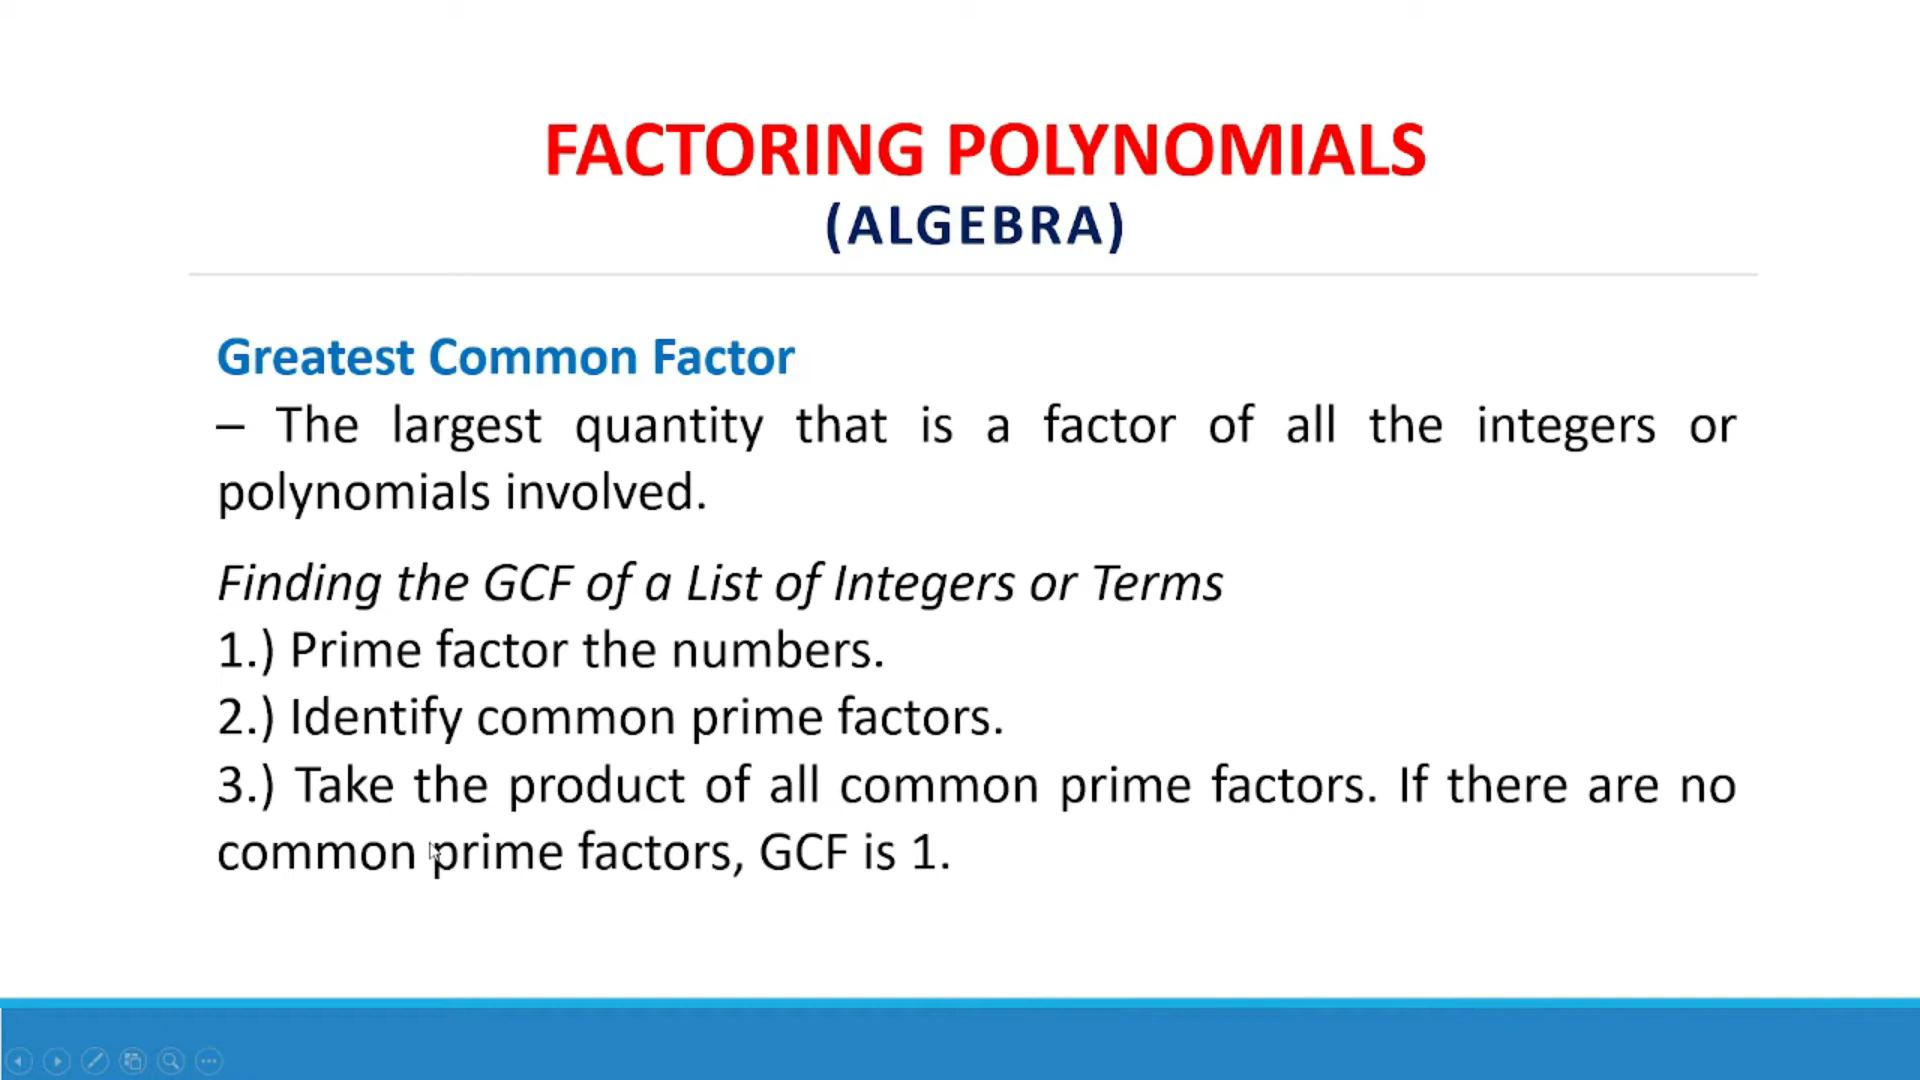 FACTORING POLYNOMIALS
(ALGEBRA)
Greatest Common Factor
– The largest quantity that is a factor of all the integers or
polynomials involved.
Finding the GCF of a List of Integers or Terms
1.) Prime factor the numbers.
2.) Identify common prime factors.
3.) Take the product of all common prime factors. If there are no
common prime factors, GCF is 1.